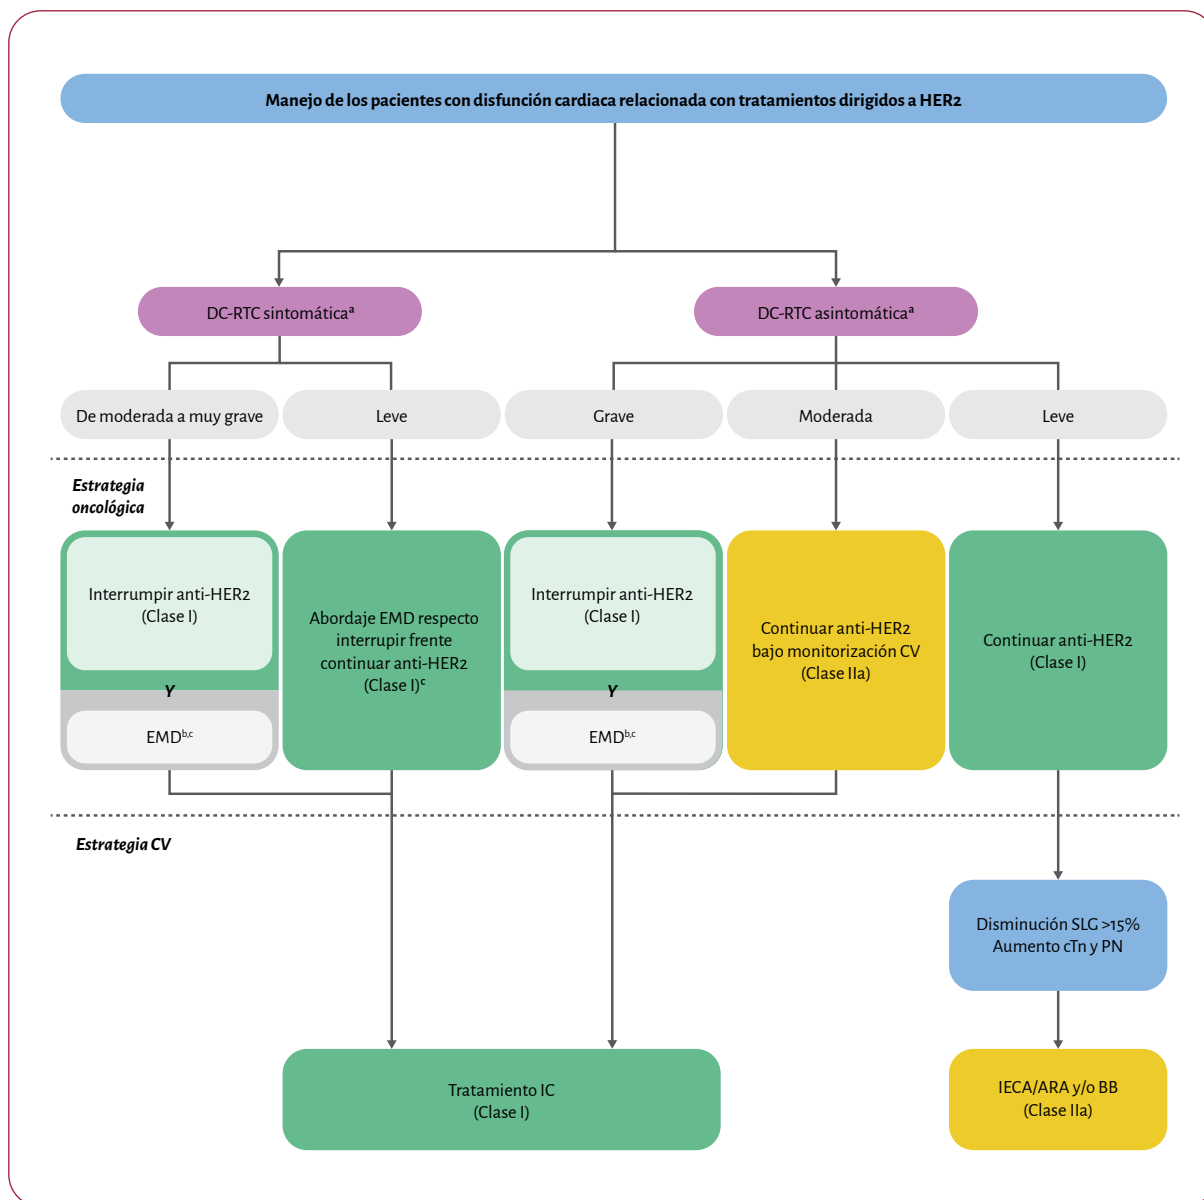 Manejo de los pacientes con disfunción cardiaca relacionada con tratamientos dirigidos a HER2
DC-RTC sintomáticaᵃ
DC-RTC asintomáticaᵃ
De moderada a muy grave
Leve
Grave
Moderada
Leve
Estrategia
oncológica
Interrumpir anti-HER2
(Clase I)
Y
EMDᵇ,ᶜ
Abordaje EMD respecto
interrupir frente
continuar anti-HER2
(Clase I)ᶜ
Interrumpir anti-HER2
(Clase I)
Y
EMDᵇ,ᶜ
Continuar anti-HER2
bajo monitorización CV
(Clase IIa)
Continuar anti-HER2
(Clase I)
Estrategia CV
Disminución SLG >15%
Aumento cTn y PN
Tratamiento IC
(Clase I)
IECA/ARA y/o BB
(Clase IIa)